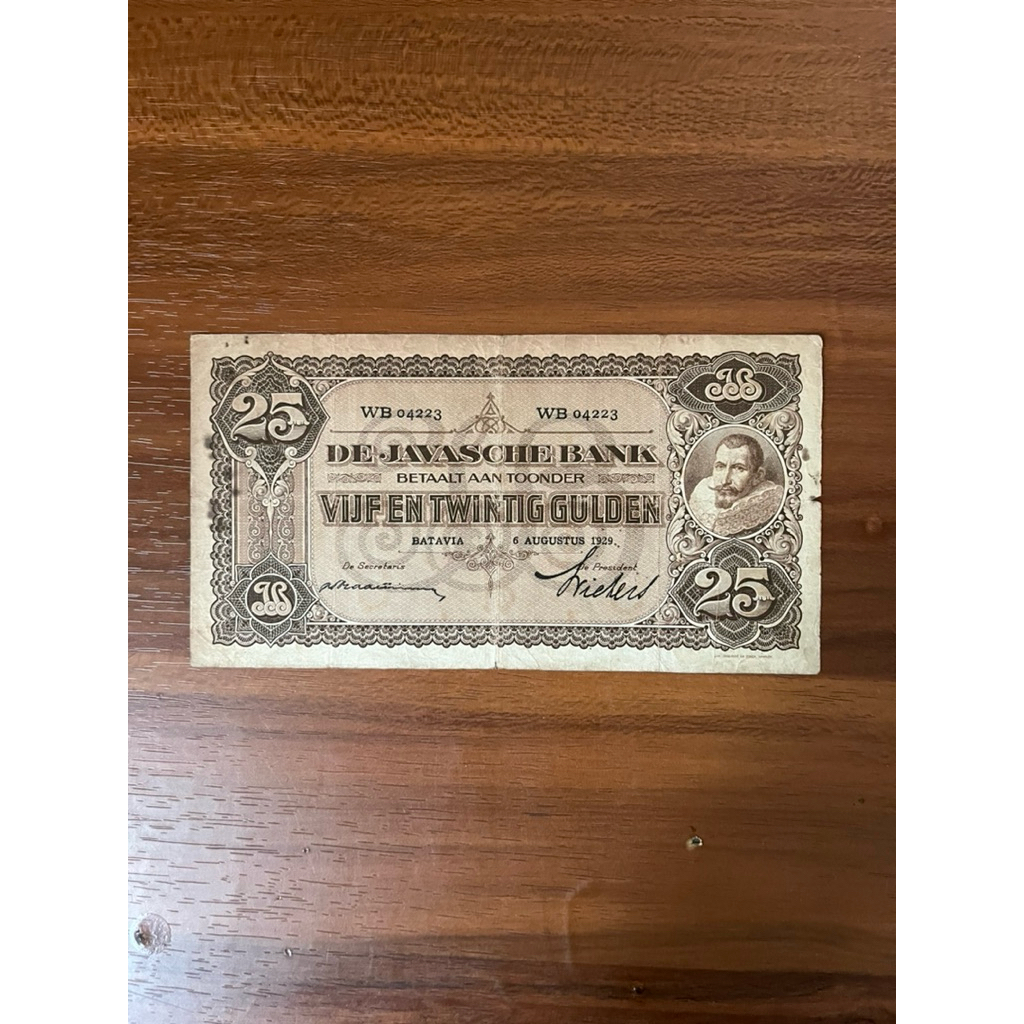 25
JB
WB 04223 WB 04223
DE JAVASCHE BANK
BETAALT AAN TOONDER
VIJF EN TWINTIG GULDEN
BATAVIA 6 AUGUSTUS 1929.
De Secretaris De President
JB
25